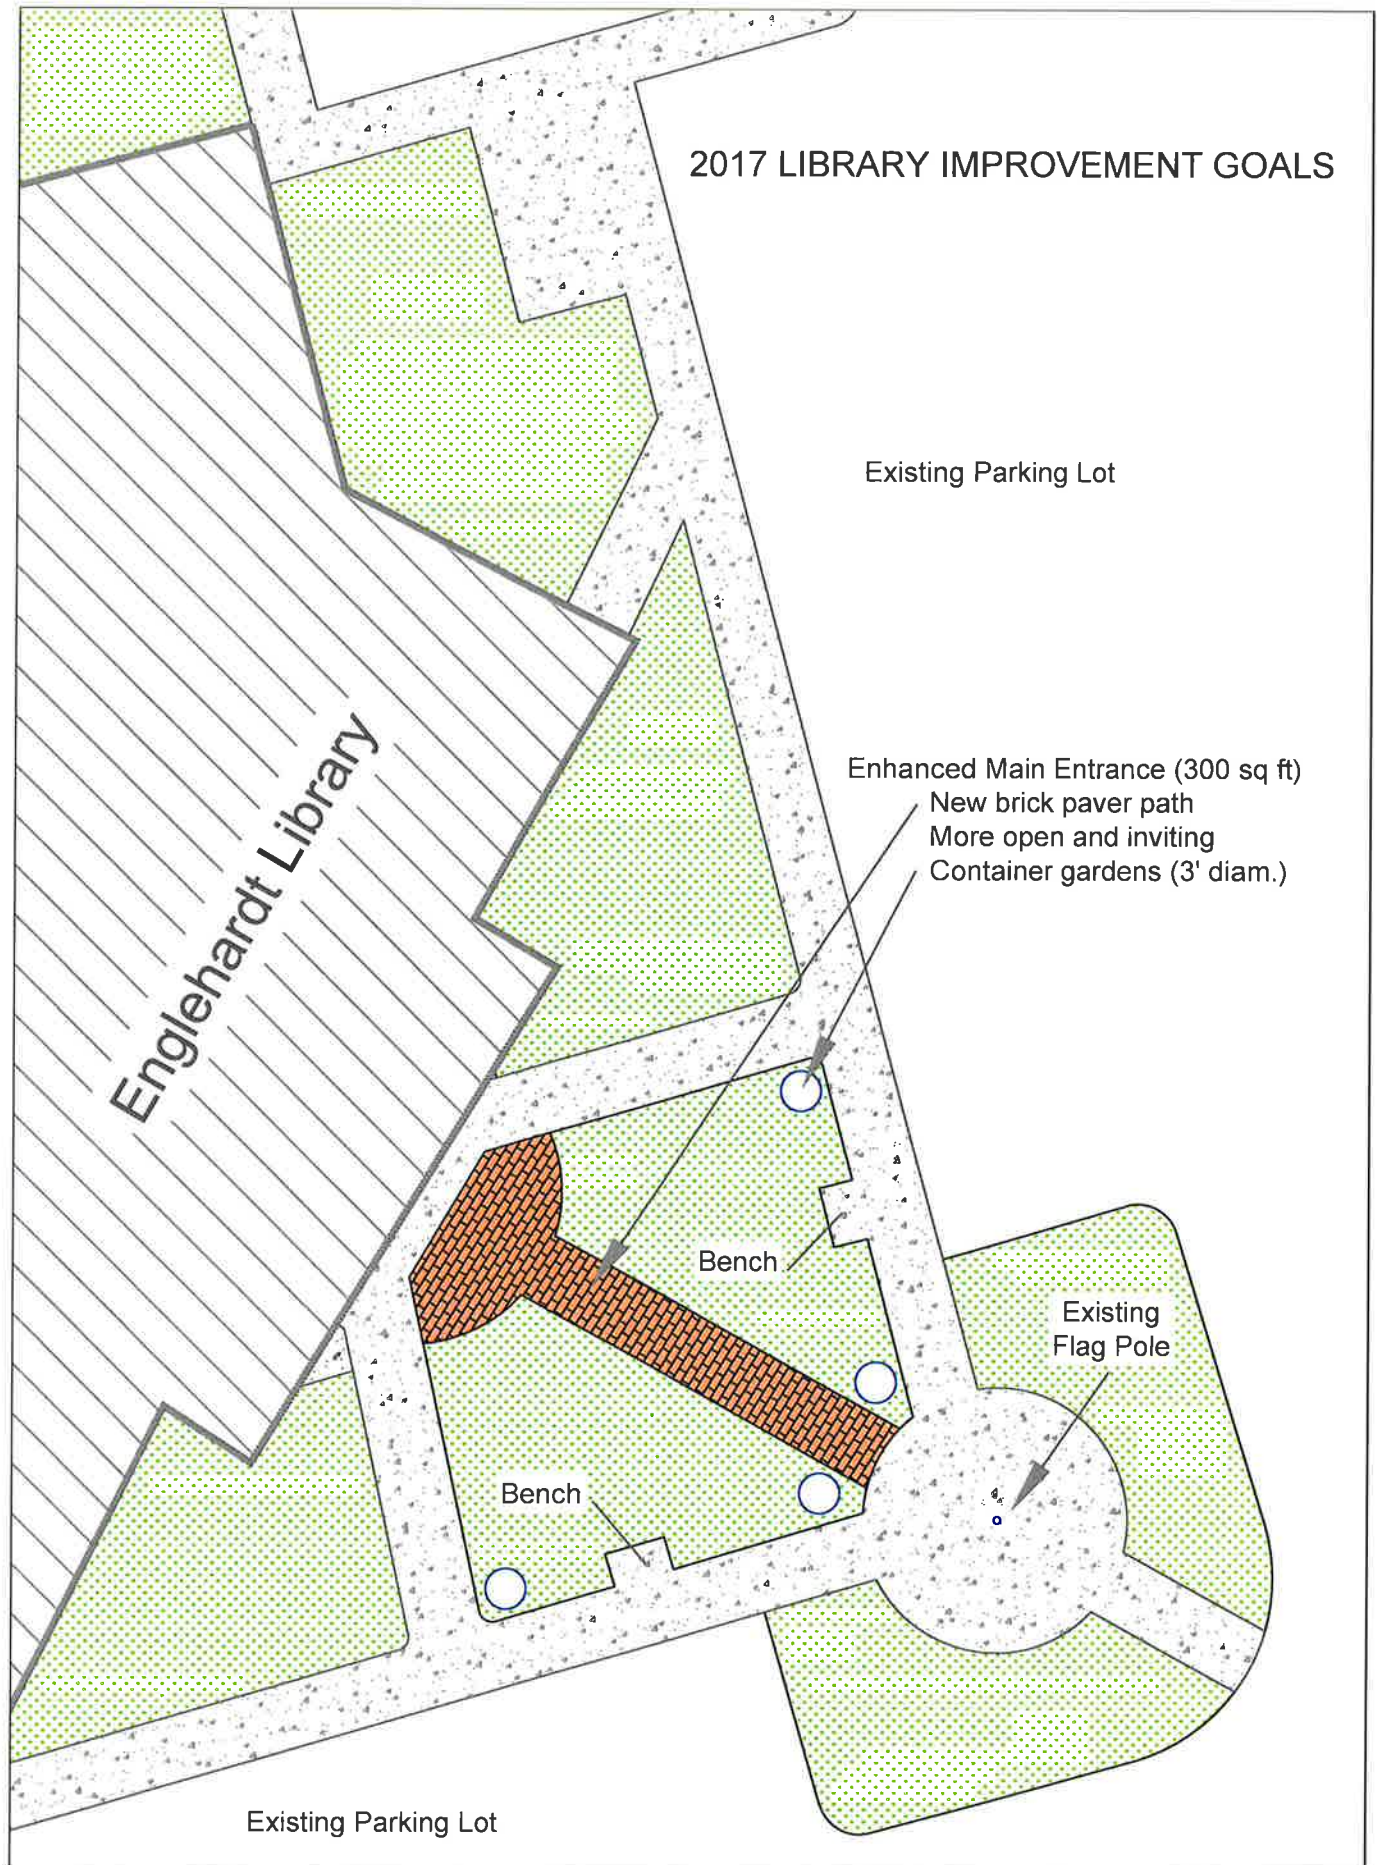 2017 LIBRARY IMPROVEMENT GOALS
Existing Parking Lot
Enhanced Main Entrance (300 sq ft)
New brick paver path
More open and inviting
Container gardens (3' diam.)
Englehardt Library
Bench
Existing
Flag Pole
Bench
Existing Parking Lot